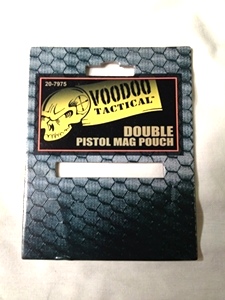 20-7975
VOODOO
TACTICAL
DOUBLE
PISTOL MAG POUCH